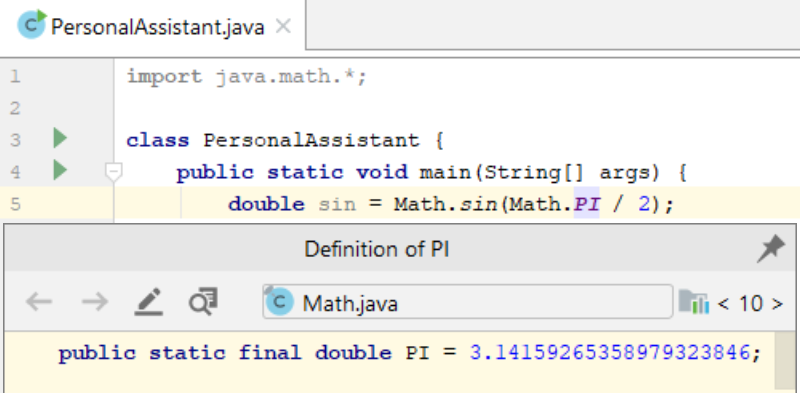 PersonalAssistant.java
1 import java.math.*;
2
3 class PersonalAssistant {
4 public static void main(String[] args) {
5 double sin = Math.sin(Math.PI / 2);
Definition of PI
C Math.java < 10 >
public static final double PI = 3.14159265358979323846;